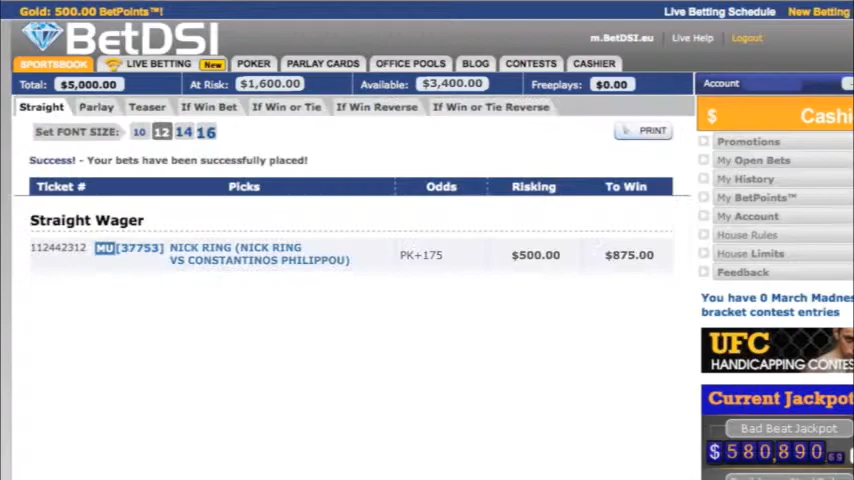 Gold: 500.00 BetPoints™!
Live Betting Schedule New Betting
BetDSI
m.BetDSI.eu Live Help Logout
SPORTSBOOK LIVE BETTING New POKER PARLAY CARDS OFFICE POOLS BLOG CONTESTS CASHIER
Total: $5,000.00 At Risk: $1,600.00 Available: $3,400.00 Freeplays: $0.00 Account
Straight Parlay Teaser If Win Bet If Win or Tie If Win Reverse If Win or Tie Reverse
$ Cashi
Set FONT SIZE: 10 12 14 16
PRINT
Promotions
My Open Bets
My History
My BetPoints™
My Account
House Rules
House Limits
Feedback
Success! - Your bets have been successfully placed!
Ticket # Picks Odds Risking To Win
Straight Wager
112442312 MU [37753] NICK RING (NICK RING
VS CONSTANTINOS PHILIPPOU)
PK+175 $500.00 $875.00
You have 0 March Madnes
bracket contest entries
UFC
HANDICAPPING CONTES
Current Jackpot
Bad Beat Jackpot
$580,890.69